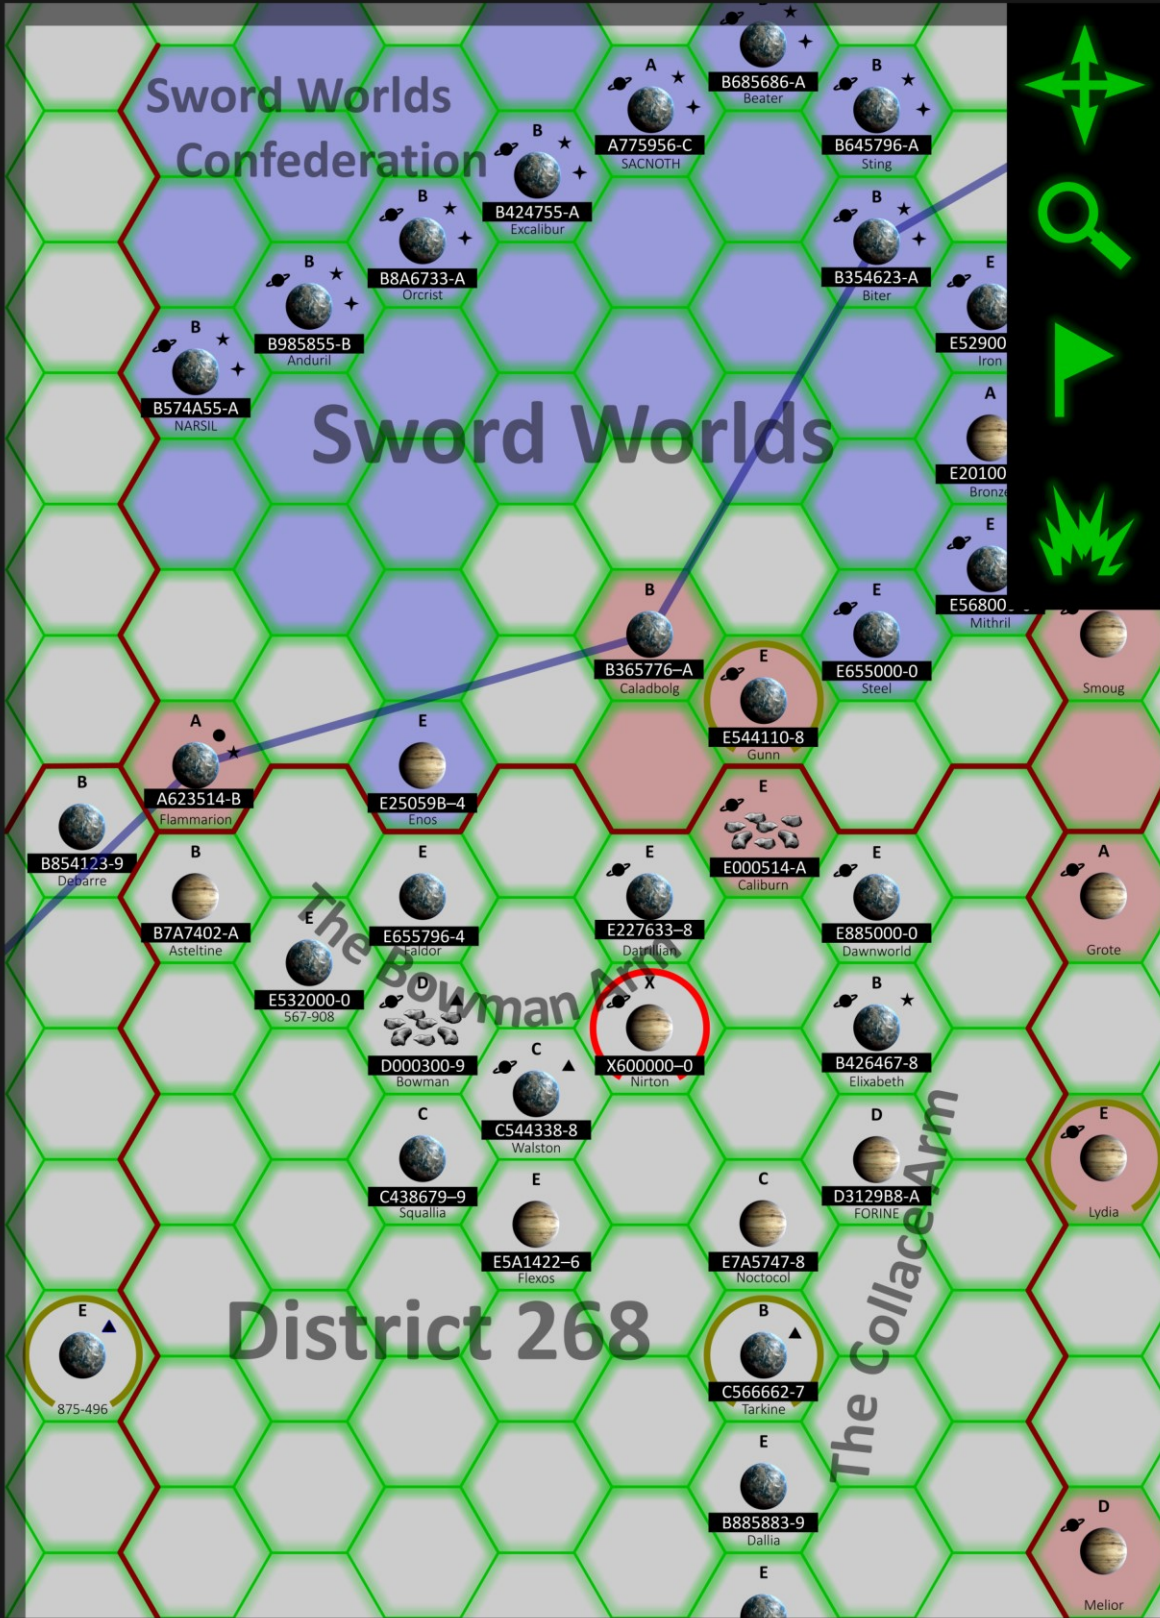 B685686-A
Beater
Sword Worlds
Confederation
A
A775956-C
SACNOTH
B
B645796-A
Sting
B
B424755-A
Excalibur
B
B8A6733-A
Orcrist
B
B354623-A
Biter
B
B985855-B
Anduril
E
E52900
Iron
B
B574A55-A
NARSIL
Sword Worlds
A
E20100
Bronze
E
E56800
Mithril
B
B365776–A
Caladbolg
E
E655000-0
Steel
Smoug
E
E544110-8
Gunn
A
A623514-B
Flammarion
E
E25059B–4
Enos
B
B854123-9
Debarre
E
E000514-A
Caliburn
B
B7A7402-A
Asteltine
E
E655796-4
Faldor
E
E227633–8
Datrillian
E
E885000-0
Dawnworld
A
Grote
The Bowman Arm
E
E532000-0
567-908
D
D000300-9
Bowman
X
X600000–0
Nirton
B
B426467-8
Elixabeth
C
C544338-8
Walston
C
C438679–9
Squallia
D
D3129B8-A
FORINE
E
Lydia
E
E5A1422–6
Flexos
C
E7A5747-8
Noctocol
The Collace Arm
District 268
E
875-496
B
C566662-7
Tarkine
E
B885883-9
Dallia
D
Melior
E